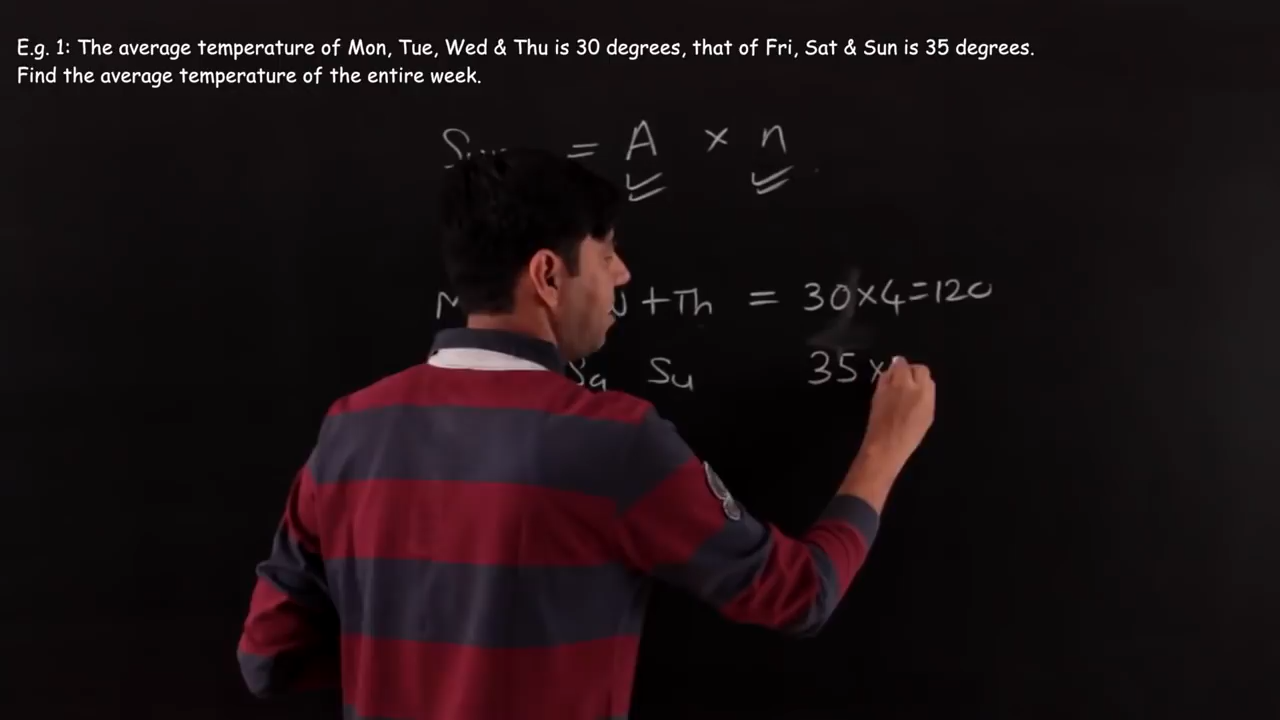 E.g. 1: The average temperature of Mon, Tue, Wed & Thu is 30 degrees, that of Fri, Sat & Sun is 35 degrees.
Find the average temperature of the entire week.
= A × n
+Th = 30×4=120
Sa Su 35×